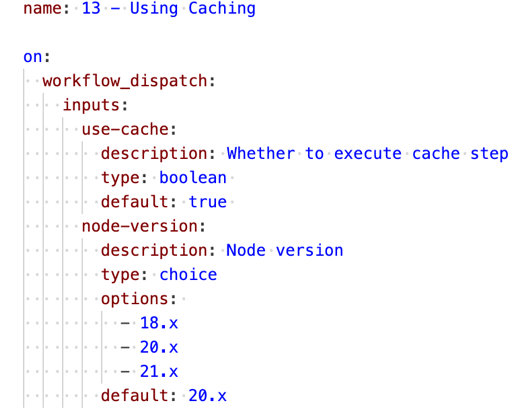 name: 13 - Using Caching

on:
  workflow_dispatch:
    inputs:
      use-cache:
        description: Whether to execute cache step
        type: boolean
        default: true
      node-version:
        description: Node version
        type: choice
        options:
          - 18.x
          - 20.x
          - 21.x
        default: 20.x